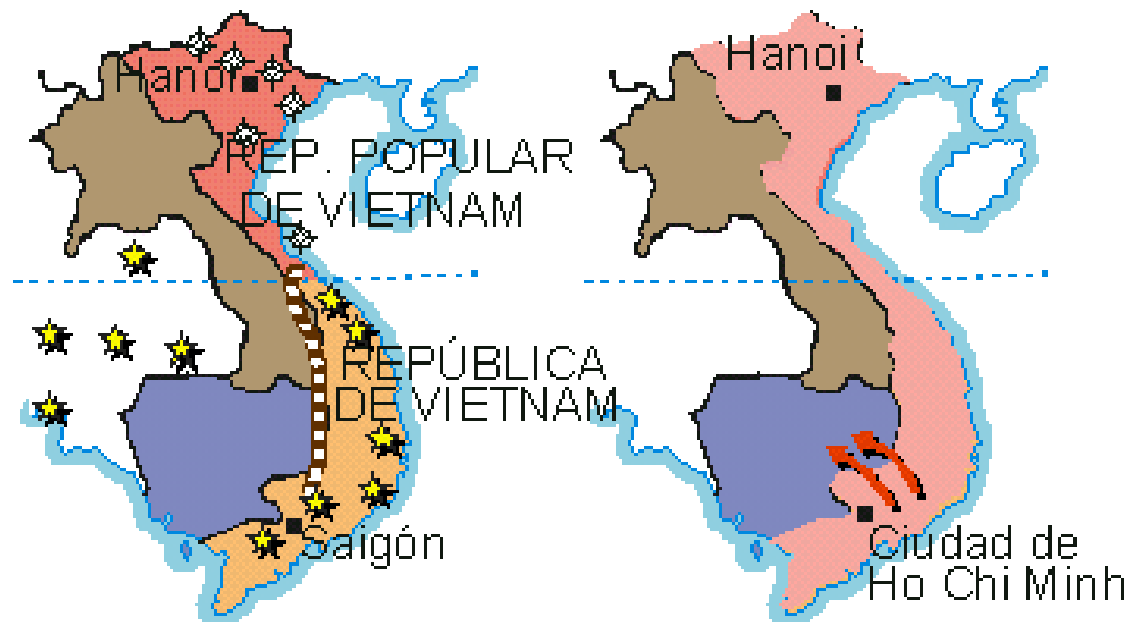 Hanoi
REP. POPULAR
DE VIETNAM
REPÚBLICA
DE VIETNAM
Saigón
Hanoi
Ciudad de
Ho Chi Minh